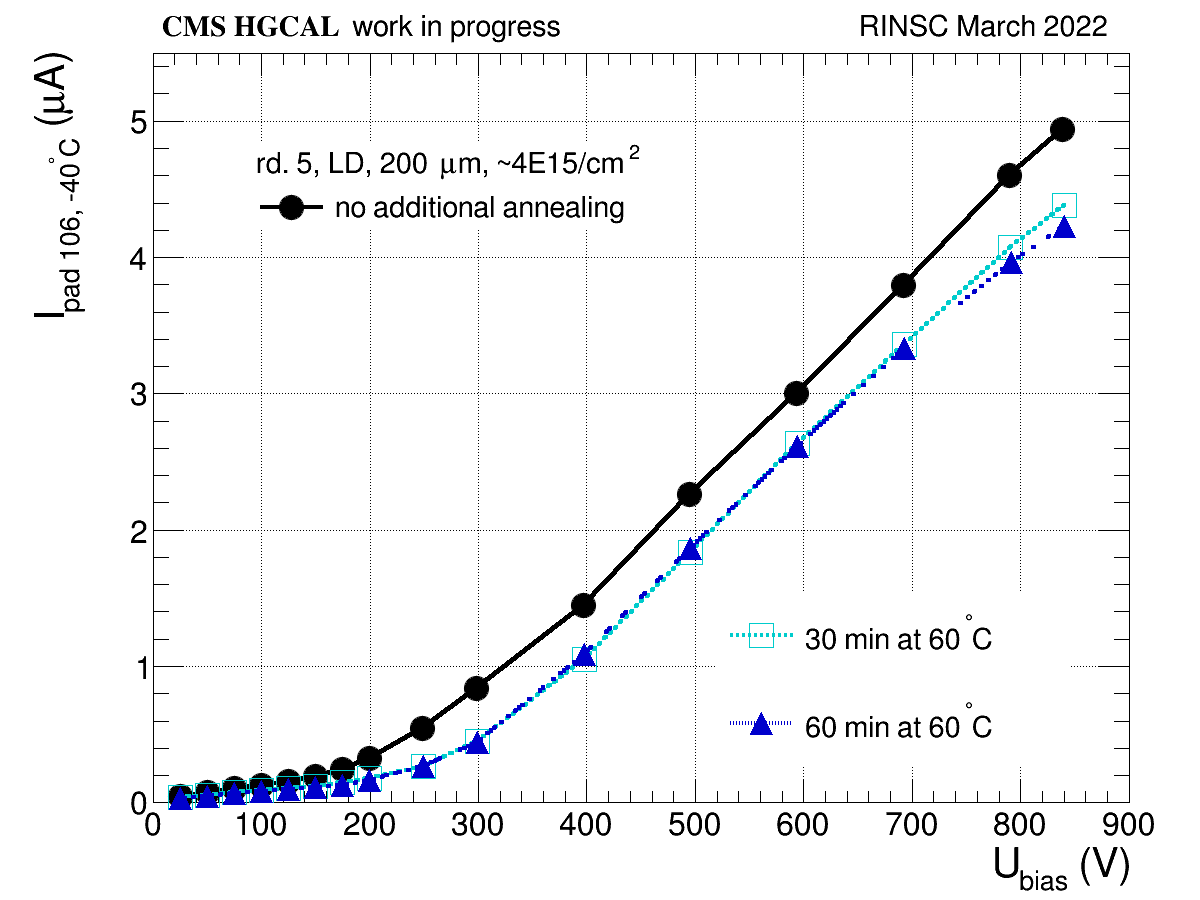 CMS HGCAL work in progress RINSC March 2022
I pad 106, -40°C (μA)
rd. 5, LD, 200 μm, ~4E15/cm²
no additional annealing
30 min at 60°C
60 min at 60°C
5
4
3
2
1
0
0 100 200 300 400 500 600 700 800 900
U bias (V)